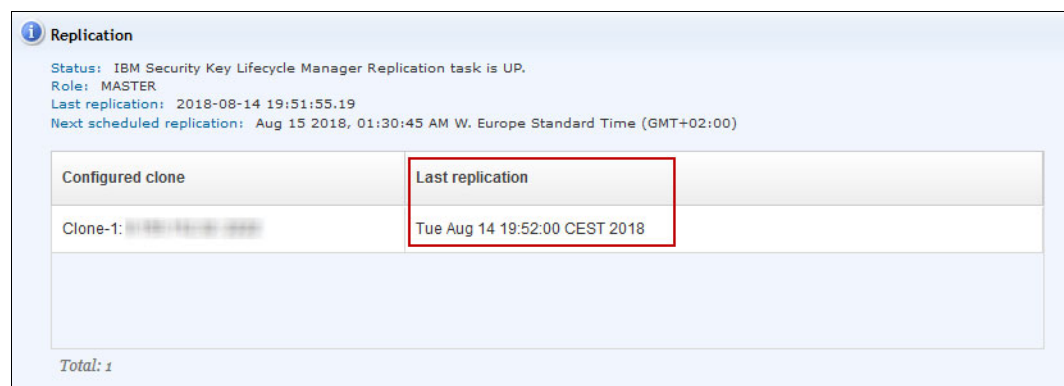 Replication
Status: IBM Security Key Lifecycle Manager Replication task is UP.
Role: MASTER
Last replication: 2018-08-14 19:51:55.19
Next scheduled replication: Aug 15 2018, 01:30:45 AM W. Europe Standard Time (GMT+02:00)
Configured clone Last replication
Clone-1: Tue Aug 14 19:52:00 CEST 2018
Total: 1